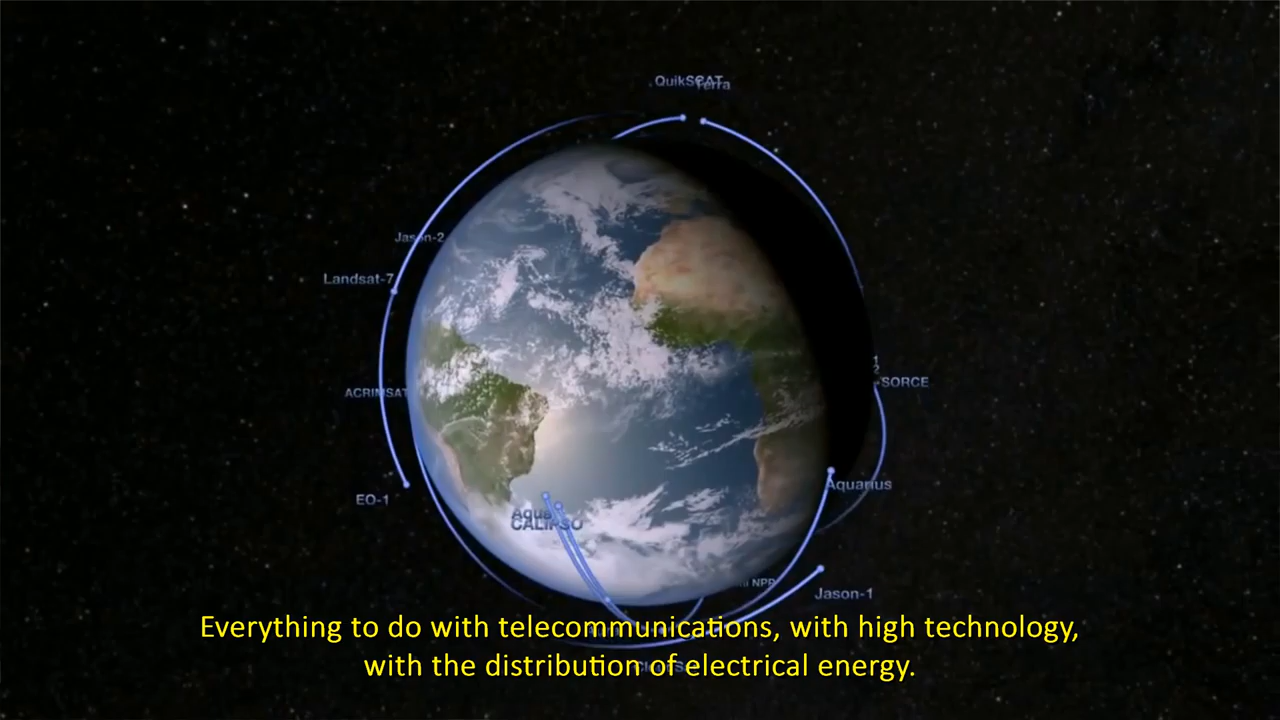 QuikSCAT
Terra
Jason-2
Landsat-7
SORCE
ACRIMSAT
Aquarius
EO-1
Aqua
CALIPSO
NPP
Jason-1
Everything to do with telecommunications, with high technology,
with the distribution of electrical energy.